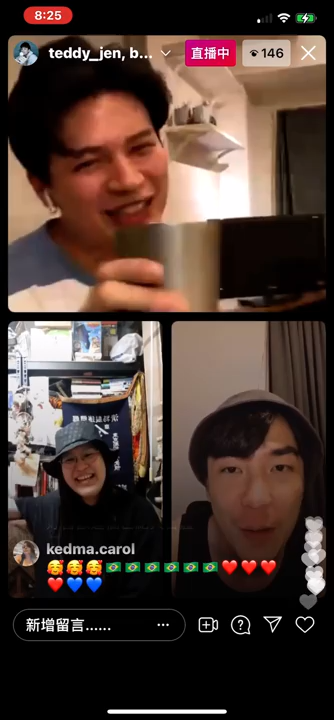 8:25
teddy_jen, b...
直播中
146
kedma.carol
🥰🥰🥰🇧🇷🇧🇷🇧🇷🇧🇷🇧🇷🇧🇷❤️❤️❤️
❤️💙💙
新增留言......